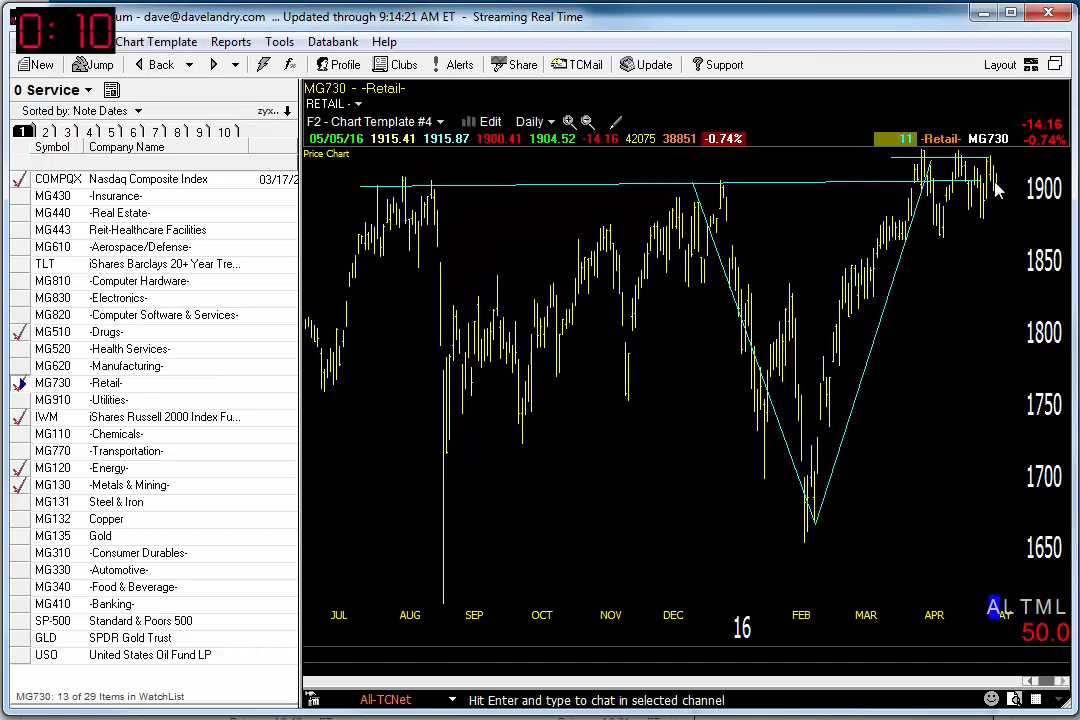 um - dave@davelandry.com ... Updated through 9:14:21 AM ET - Streaming Real Time
0:10
Chart Template Reports Tools Databank Help
New Jump Back Profile Clubs Alerts Share TCMail Update Support Layout
0 Service
Sorted by: Note Dates zyx..
1 2 3 4 5 6 7 8 9 10
Symbol Company Name
COMPQX Nasdaq Composite Index 03/17/2
MG430 -Insurance-
MG440 -Real Estate-
MG443 Reit-Healthcare Facilities
MG610 -Aerospace/Defense-
TLT iShares Barclays 20+ Year Tre...
MG810 -Computer Hardware-
MG830 -Electronics-
MG820 -Computer Software & Services-
MG510 -Drugs-
MG520 -Health Services-
MG620 -Manufacturing-
MG730 -Retail-
MG910 -Utilities-
IWM iShares Russell 2000 Index Fu...
MG110 -Chemicals-
MG770 -Transportation-
MG120 -Energy-
MG130 -Metals & Mining-
MG131 Steel & Iron
MG132 Copper
MG135 Gold
MG310 -Consumer Durables-
MG330 -Automotive-
MG340 -Food & Beverage-
MG410 -Banking-
SP-500 Standard & Poors 500
GLD SPDR Gold Trust
USO United States Oil Fund LP
MG730: 13 of 29 Items in WatchList
MG730 - -Retail-
RETAIL -
F2 - Chart Template #4 Edit Daily
05/05/16 1915.41 1915.87 1900.41 1904.52 -14.16 42075 38851 -0.74% 11 -Retail- MG730
-14.16
-0.74%
Price Chart
1900
1850
1800
1750
1700
1650
JUL AUG SEP OCT NOV DEC 16 FEB MAR APR
A L T M L
50.0
All-TCNet Hit Enter and type to chat in selected channel